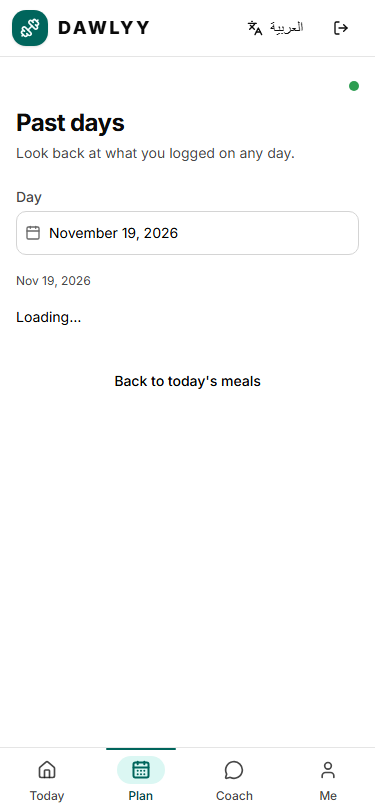 DAWLYY
العربية
Past days
Look back at what you logged on any day.
Day
November 19, 2026
Nov 19, 2026
Loading...
Back to today's meals
Today
Plan
Coach
Me